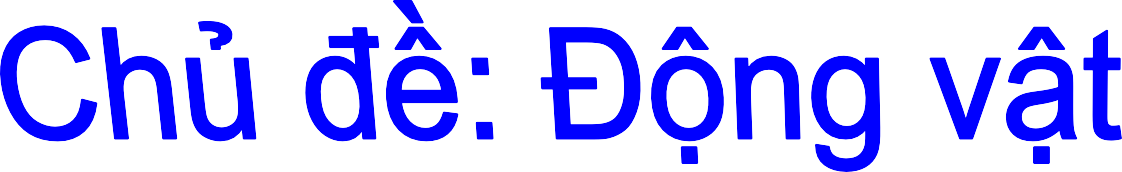 Chủ đề: Động vật